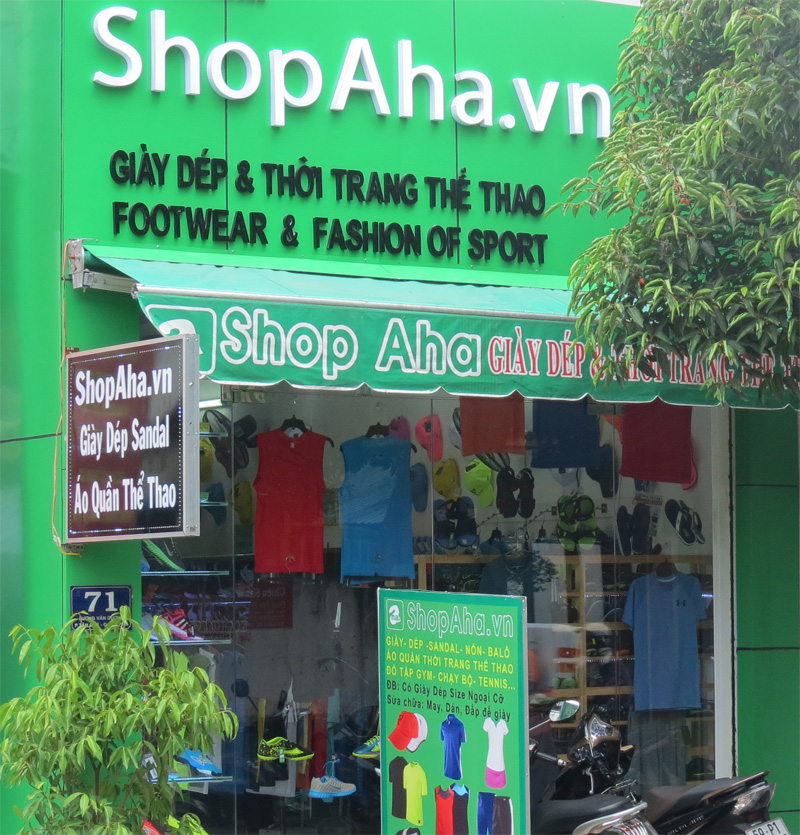 ShopAha.vn
GIÀY DÉP & THỜI TRANG THỂ THAO
FOOTWEAR & FASHION OF SPORT
a Shop Aha GIÀY DÉP & THỜI TRANG
ShopAha.vn
Giày Dép Sandal
Áo Quần Thể Thao
71
a ShopAha.vn
GIÀY- DÉP -SANDAL- NÓN- BALÔ
ÁO QUẦN THỜI TRANG THỂ THAO
ĐỒ TẬP GYM- CHẠY BỘ- TENNIS...
ĐB: Có Giày Dép Size Ngoại Cỡ
Sửa chữa: May, Dán, Đắp đế giày